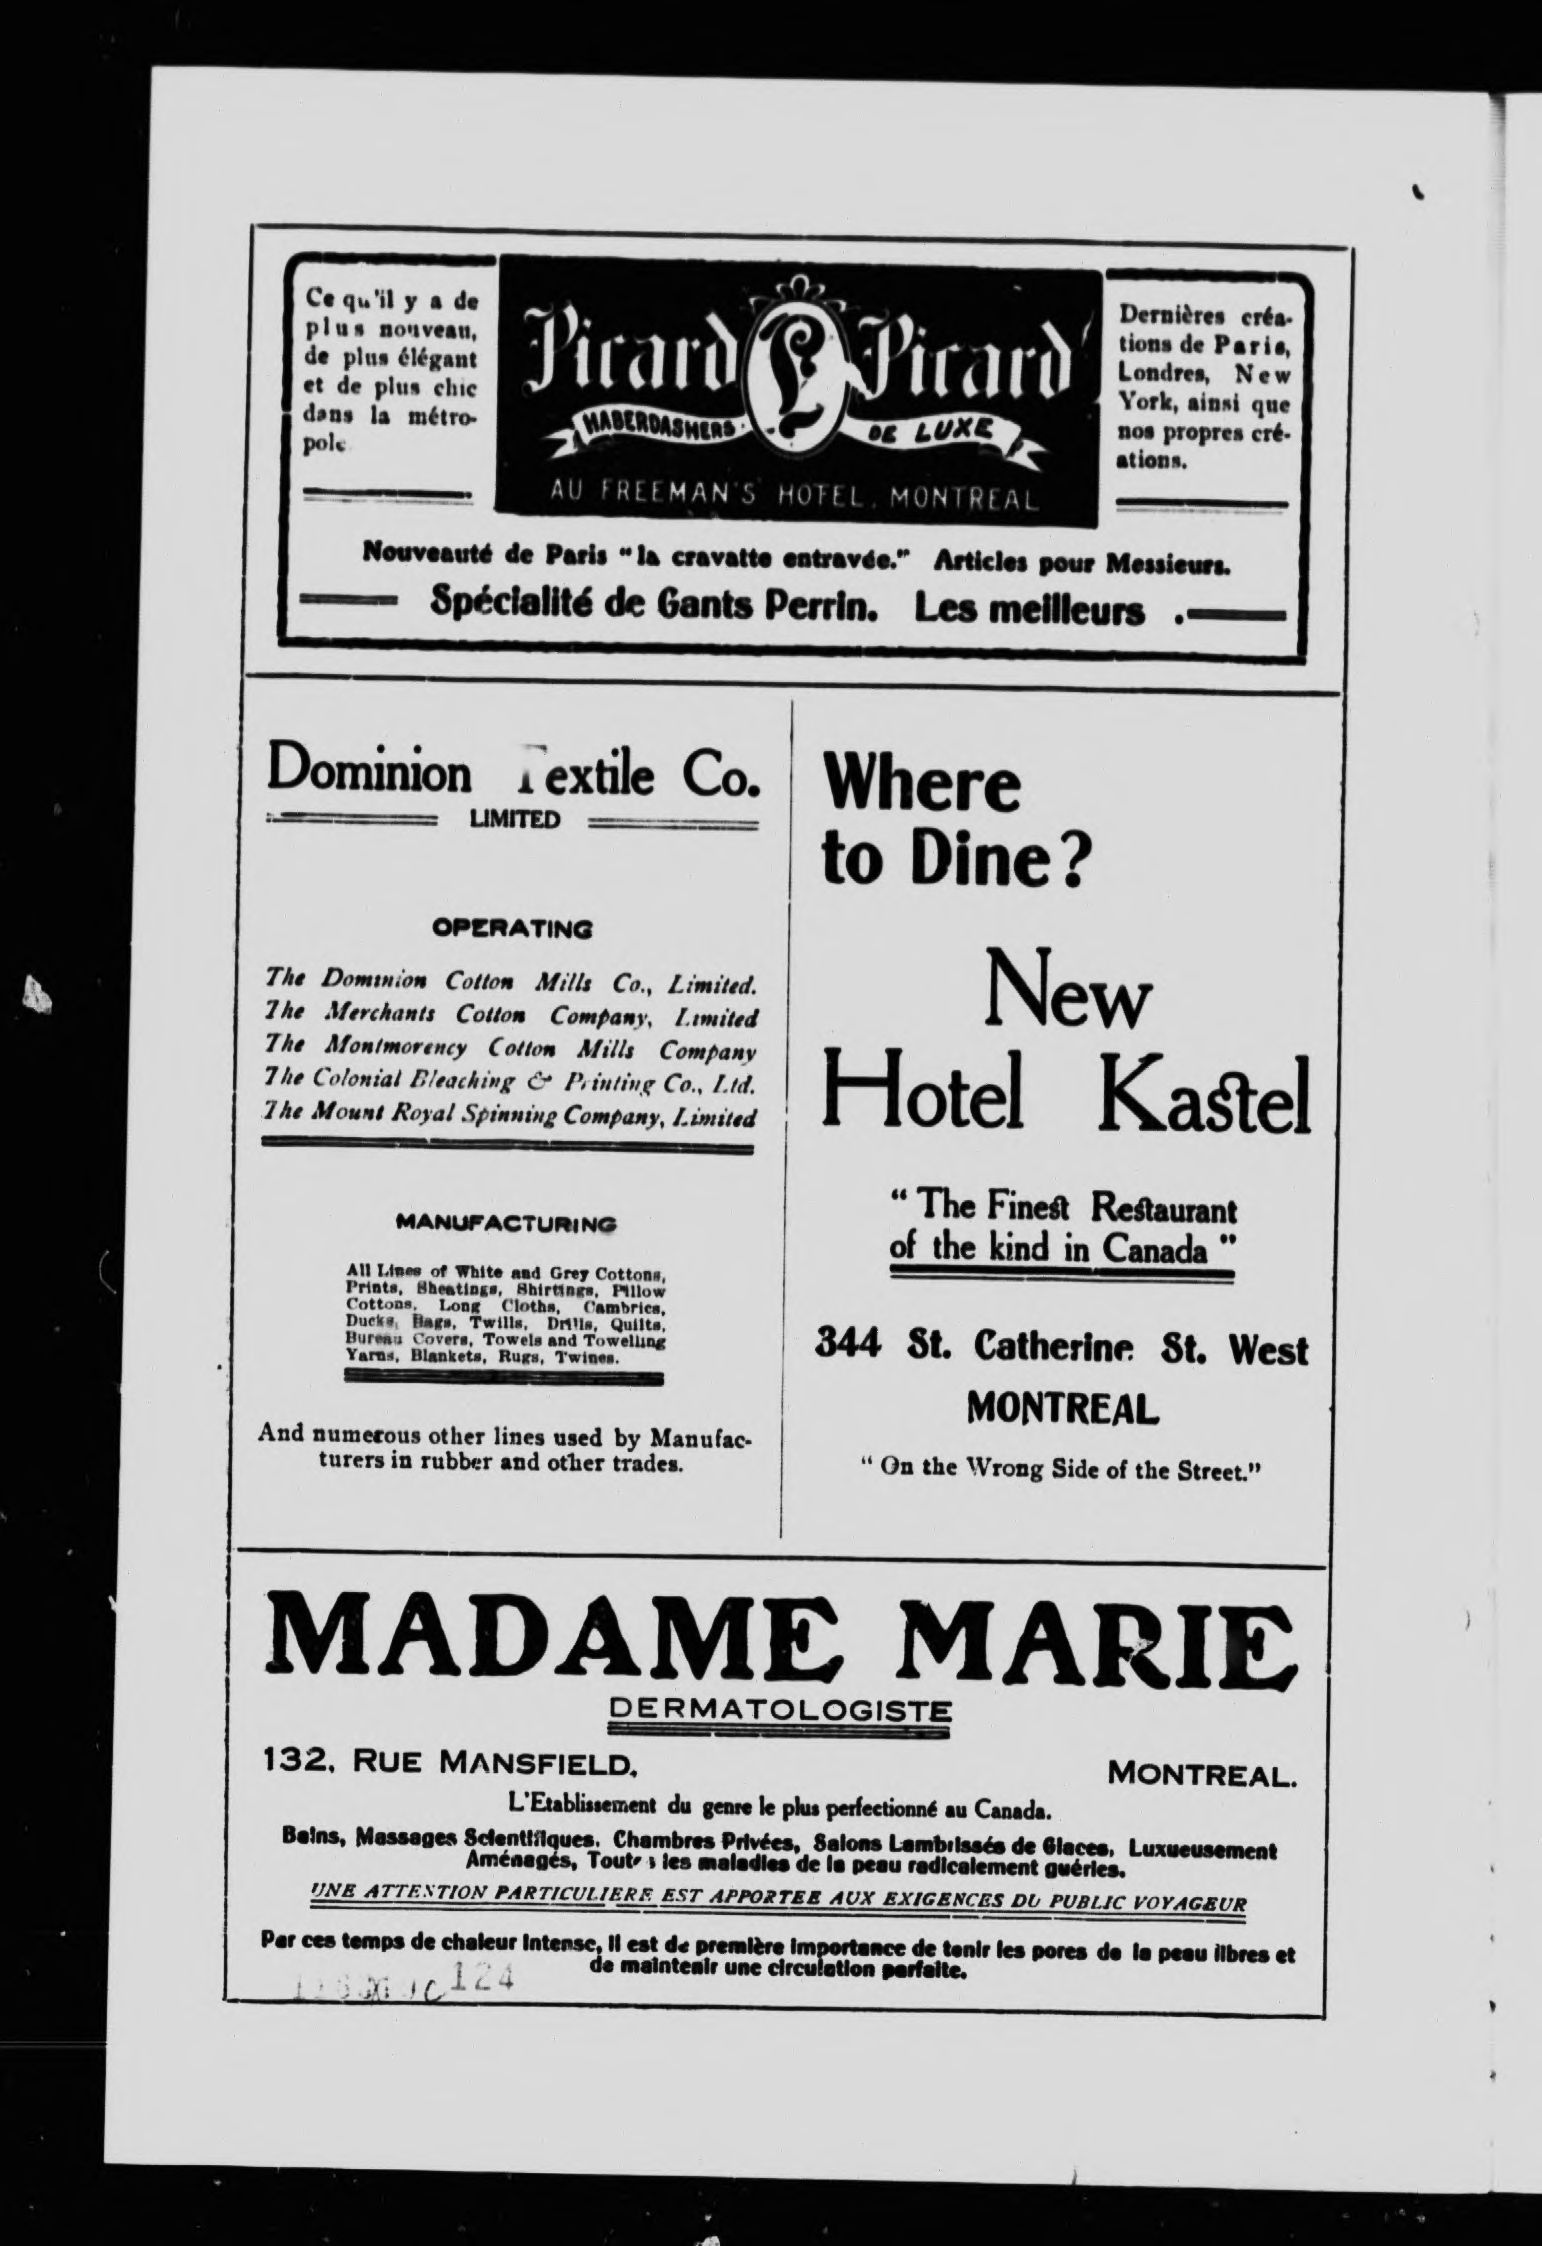 Ce qu'il y a de
plus nouveau,
de plus élégant
et de plus chic
dans la métro-
pole
Picard & Picard
HABERDASHERS DE LUXE
AU FREEMAN'S HOTEL, MONTREAL
Dernières créa-
tions de Paris,
Londres, New
York, ainsi que
nos propres cré-
ations.
Nouveauté de Paris "la cravatte entravée." Articles pour Messieurs.
Spécialité de Gants Perrin. Les meilleurs .
Dominion Textile Co.
LIMITED
OPERATING
The Dominion Cotton Mills Co., Limited.
The Merchants Cotton Company, Limited
The Montmorency Cotton Mills Company
The Colonial Bleaching & Printing Co., Ltd.
The Mount Royal Spinning Company, Limited
MANUFACTURING
All Lines of White and Grey Cottons,
Prints, Sheetings, Shirtings, Pillow
Cottons, Long Cloths, Cambrics,
Ducks, Bags, Twills, Drills, Quilts,
Bureau Covers, Towels and Towelling
Yarns, Blankets, Rugs, Twines.
And numerous other lines used by Manufac-
turers in rubber and other trades.
Where
to Dine?
New
Hotel Kastel
"The Finest Restaurant
of the kind in Canada"
344 St. Catherine St. West
MONTREAL
"On the Wrong Side of the Street."
MADAME MARIE
DERMATOLOGISTE
132, RUE MANSFIELD, MONTREAL.
L'Etablissement du genre le plus perfectionné au Canada.
Bains, Massages Scientifiques, Chambres Privées, Salons Lambrissés de Glaces, Luxueusement
Aménagés, Toutes les maladies de la peau radicalement guéries.
UNE ATTENTION PARTICULIERE EST APPORTEE AUX EXIGENCES DU PUBLIC VOYAGEUR
Par ces temps de chaleur intense, il est de première importance de tenir les pores de la peau libres et
de maintenir une circulation parfaite.
124